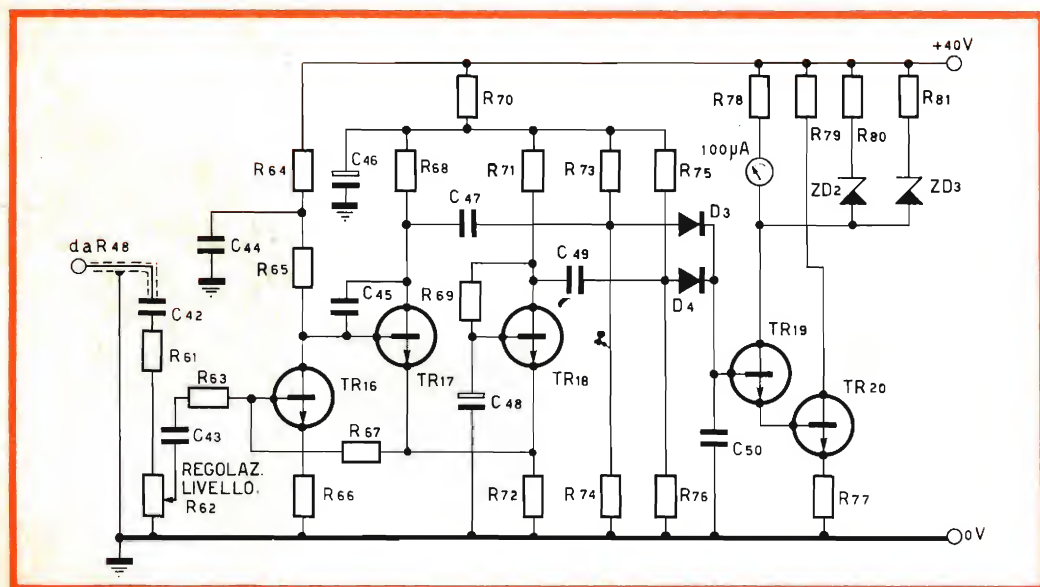 +40V
R70
R78
R79
R80
R81
100µA
C46
R68
R71
R73
R75
R64
ZD2
ZD3
C47
D3
daR48
C44
R65
C49
D4
C45
R69
C42
TR19
R61
TR17
TR18
TR20
R63
TR16
C48
C43
R67
C50
REGOLAZ.
LIVELLO.
R62
R66
R72
R74
R76
R77
0V